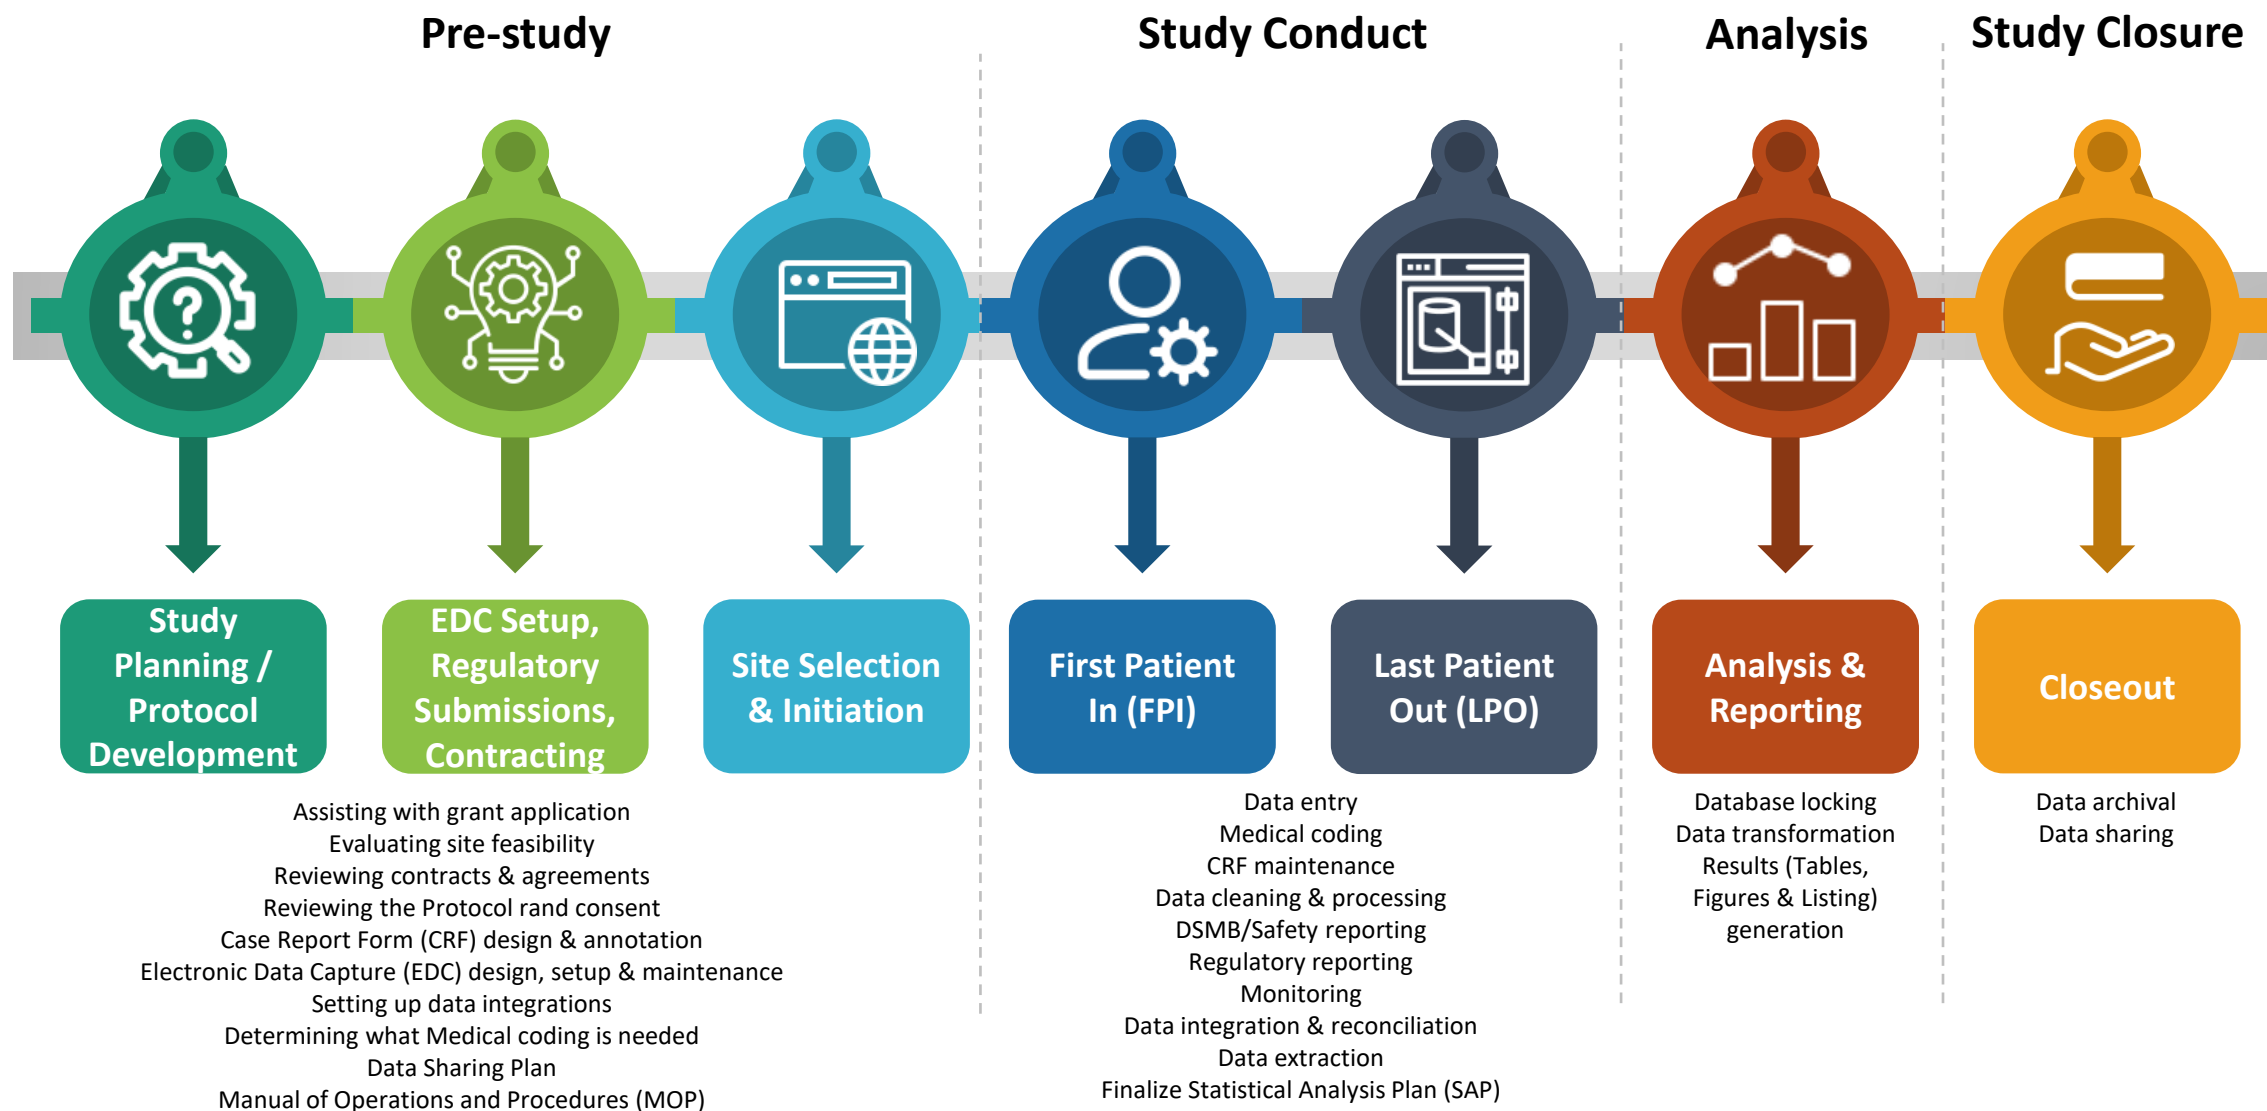 Pre-study
Study Conduct
Analysis
Study Closure
?
Study
Planning /
Protocol
Development
EDC Setup,
Regulatory
Submissions,
Contracting
Site Selection
& Initiation
First Patient
In (FPI)
Last Patient
Out (LPO)
Analysis &
Reporting
Closeout
Assisting with grant application
Evaluating site feasibility
Reviewing contracts & agreements
Reviewing the Protocol rand consent
Case Report Form (CRF) design & annotation
Electronic Data Capture (EDC) design, setup & maintenance
Setting up data integrations
Determining what Medical coding is needed
Data Sharing Plan
Manual of Operations and Procedures (MOP)
Data entry
Medical coding
CRF maintenance
Data cleaning & processing
DSMB/Safety reporting
Regulatory reporting
Monitoring
Data integration & reconciliation
Data extraction
Finalize Statistical Analysis Plan (SAP)
Database locking
Data transformation
Results (Tables,
Figures & Listing)
generation
Data archival
Data sharing